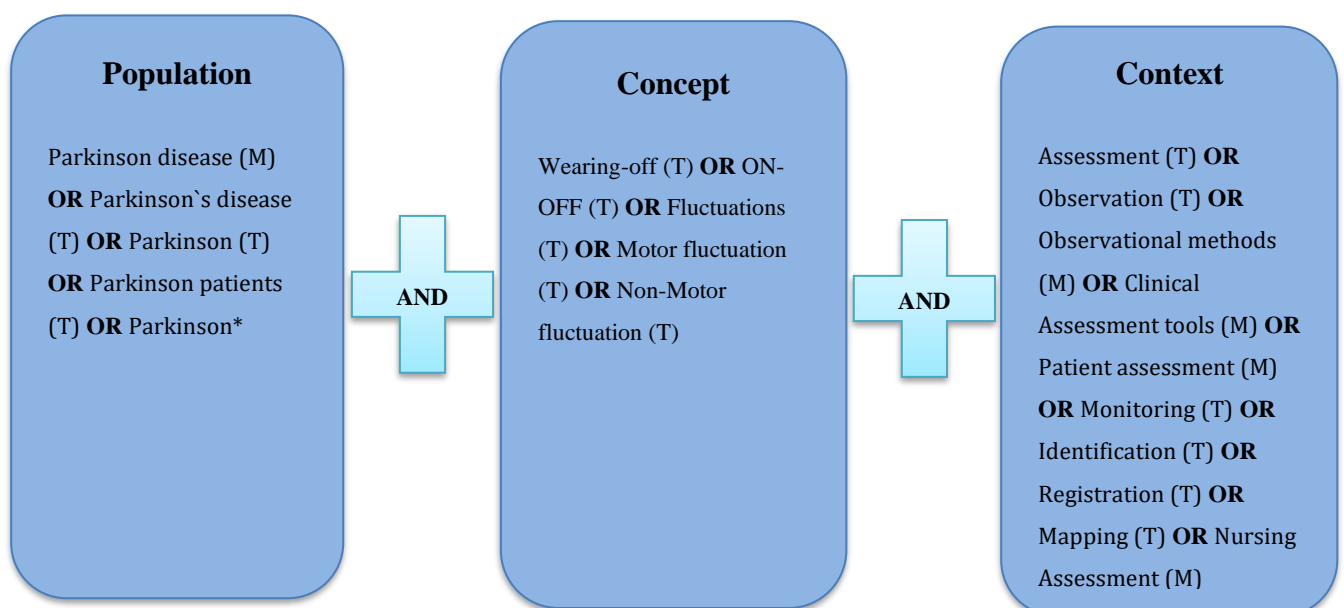 Population
Parkinson disease (M)
OR Parkinson`s disease
(T) OR Parkinson (T)
OR Parkinson patients
(T) OR Parkinson*
AND
Concept
Wearing-off (T) OR ON-
OFF (T) OR Fluctuations
(T) OR Motor fluctuation
(T) OR Non-Motor
fluctuation (T)
AND
Context
Assessment (T) OR
Observation (T) OR
Observational methods
(M) OR Clinical
Assessment tools (M) OR
Patient assessment (M)
OR Monitoring (T) OR
Identification (T) OR
Registration (T) OR
Mapping (T) OR Nursing
Assessment (M)